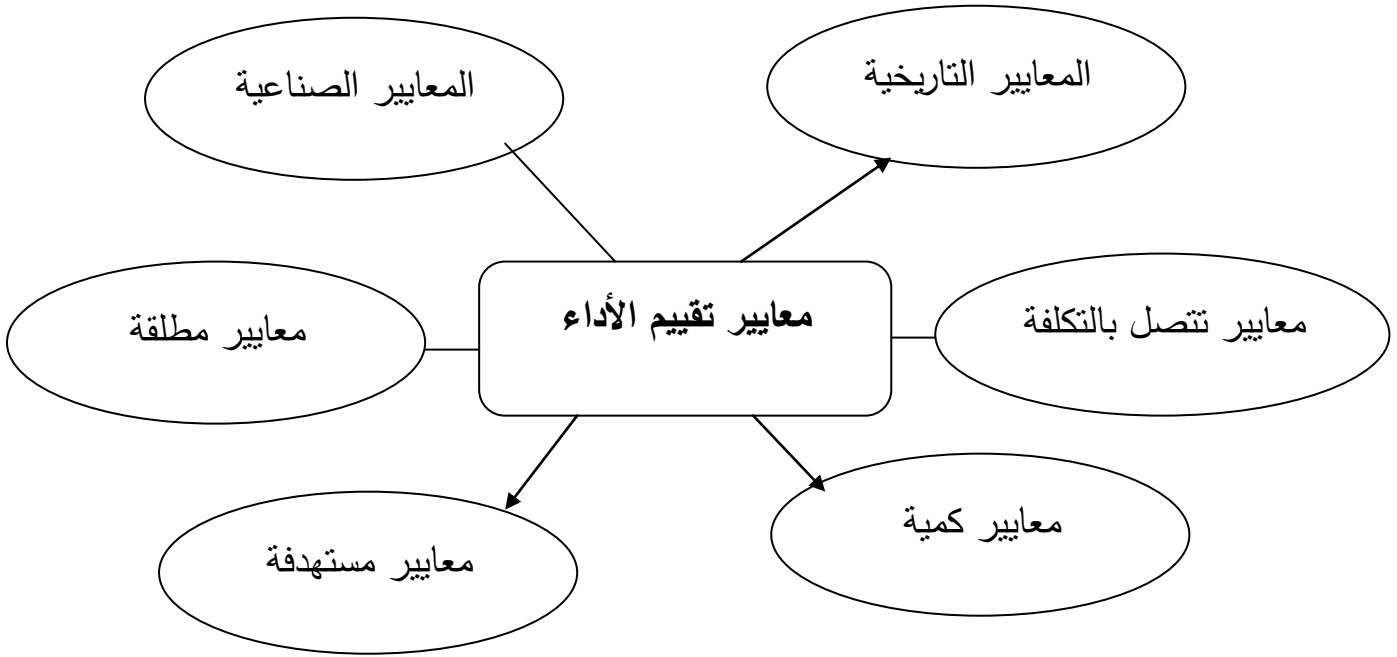 المعايير التاريخية
المعايير الصناعية
معايير تقييم الأداء
معايير تتصل بالتكلفة
معايير مطلقة
معايير كمية
معايير مستهدفة